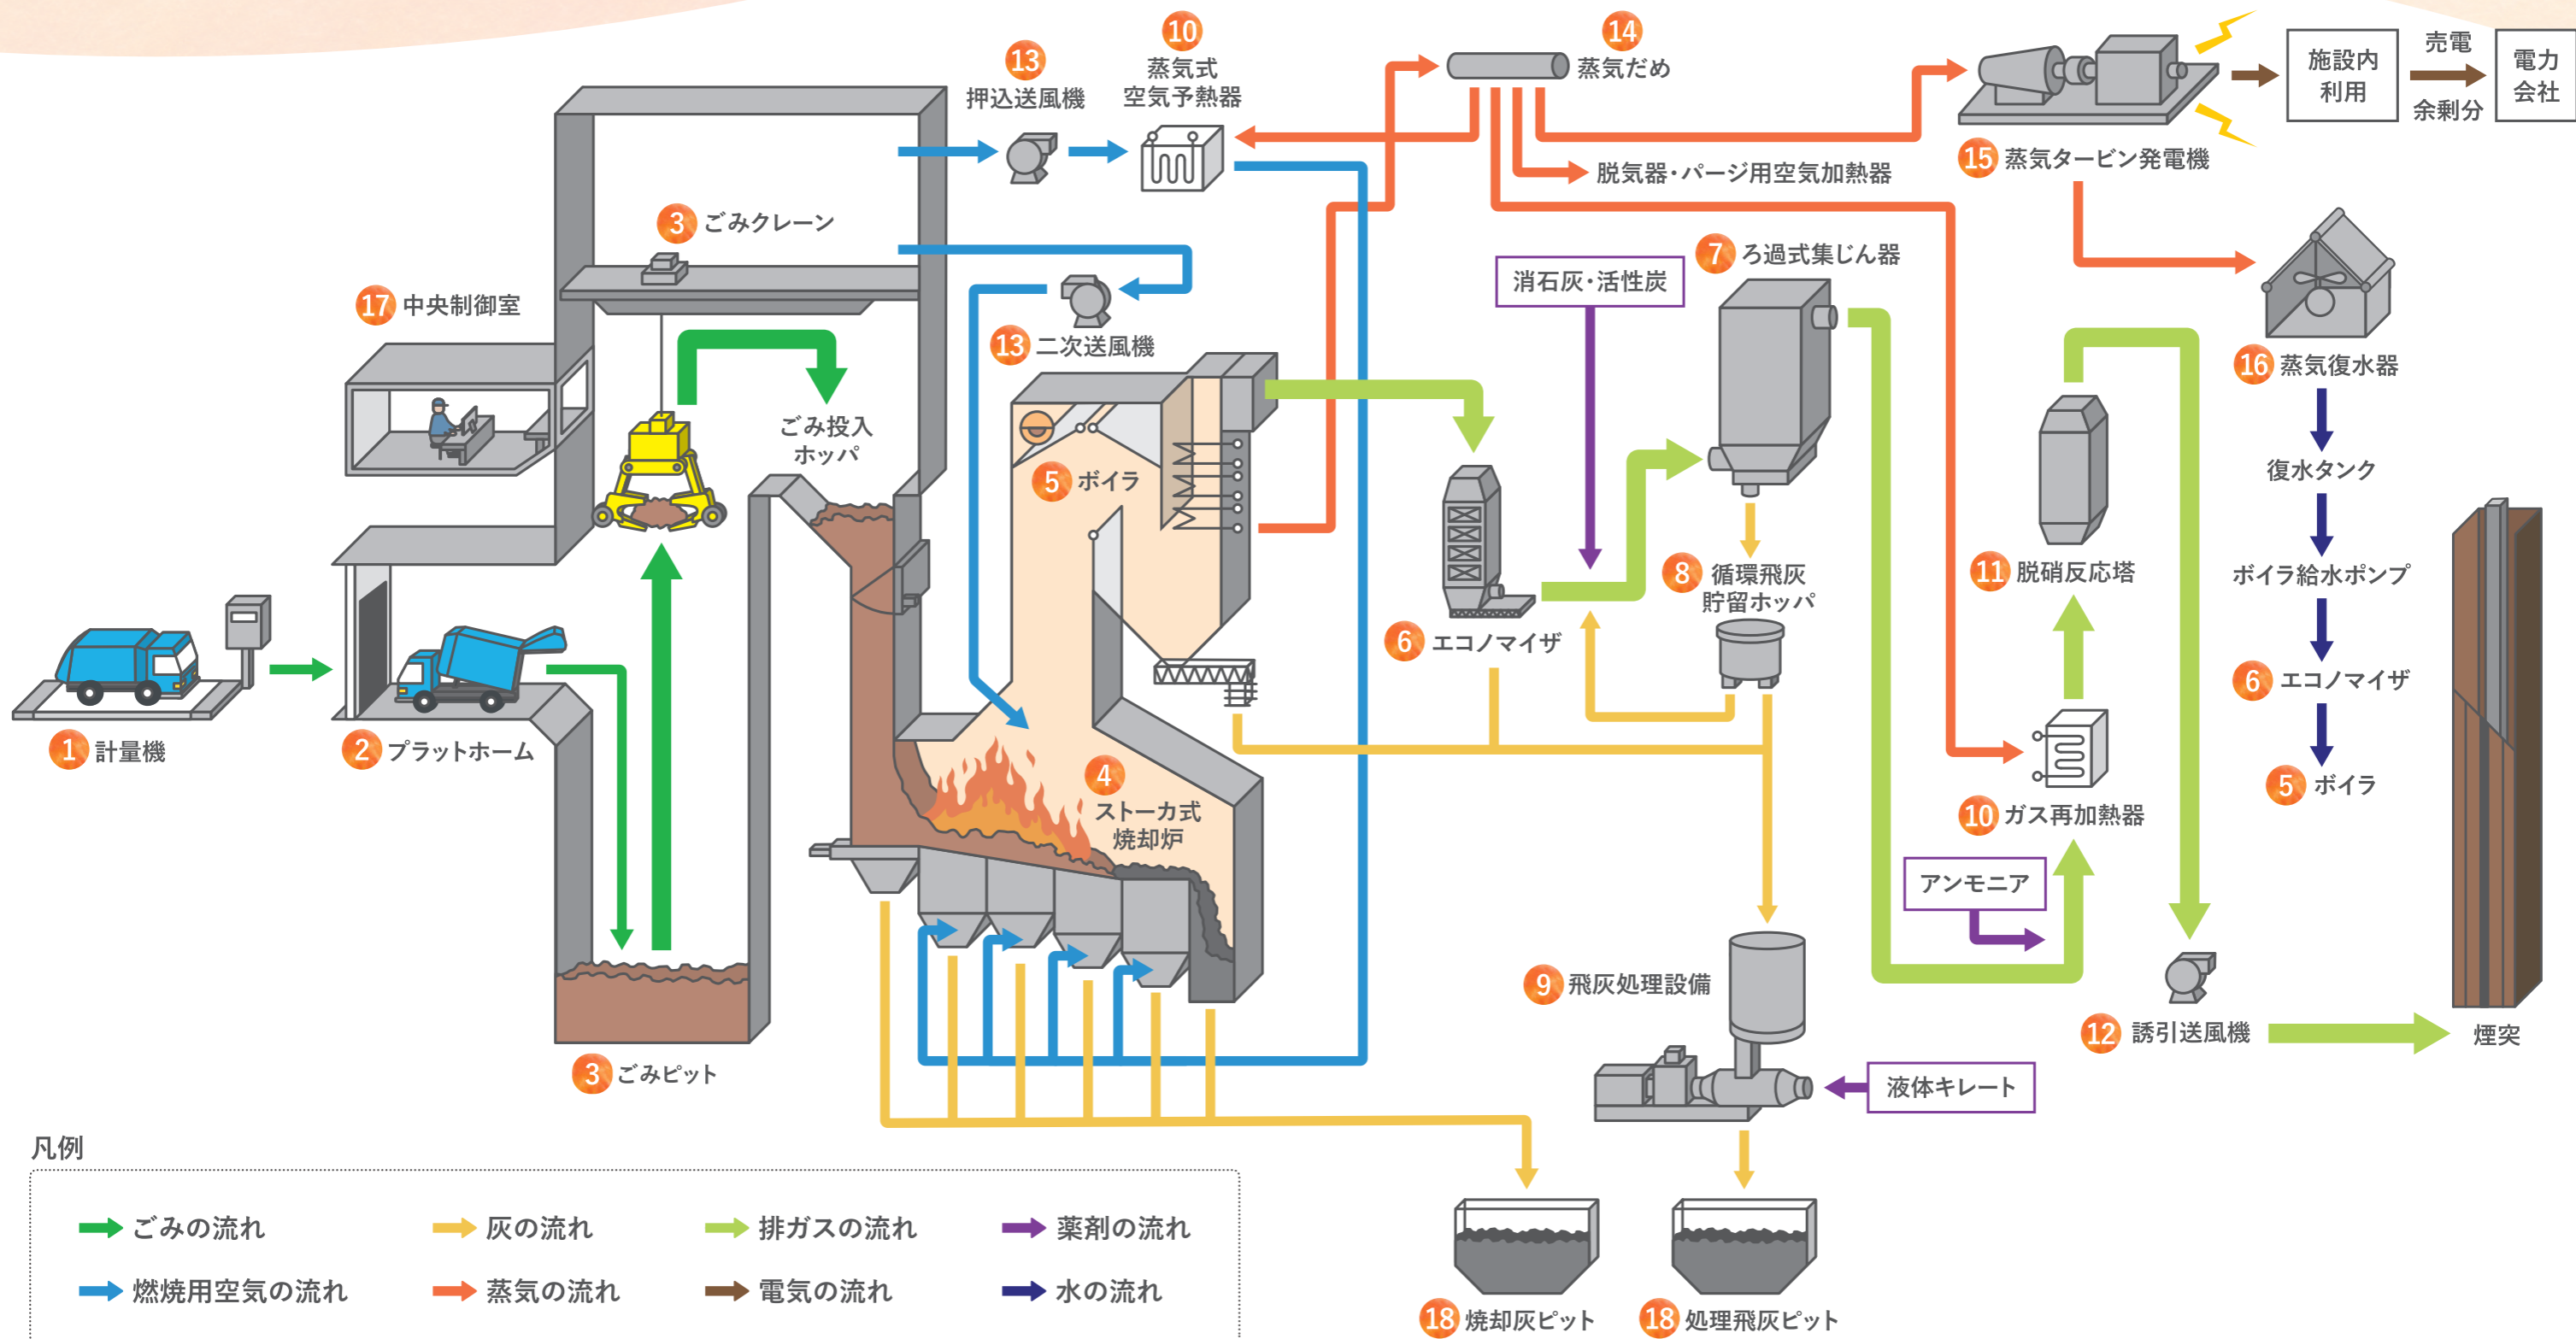 13
押込送風機
10
蒸気式
空気予熱器
14
蒸気だめ
施設内
利用
売電
余剰分
電力
会社
15 蒸気タービン発電機
脱気器・パージ用空気加熱器
3 ごみクレーン
17 中央制御室
13 二次送風機
消石灰・活性炭
7 ろ過式集じん器
16 蒸気復水器
ごみ投入
ホッパ
5 ボイラ
復水タンク
8 循環飛灰
貯留ホッパ
11 脱硝反応塔
ボイラ給水ポンプ
6 エコノマイザ
6 エコノマイザ
1 計量機
2 プラットホーム
4
ストーカ式
焼却炉
5 ボイラ
10 ガス再加熱器
アンモニア
9 飛灰処理設備
12 誘引送風機
煙突
3 ごみピット
液体キレート
凡例
ごみの流れ
灰の流れ
排ガスの流れ
薬剤の流れ
燃焼用空気の流れ
蒸気の流れ
電気の流れ
水の流れ
18 焼却灰ピット
18 処理飛灰ピット